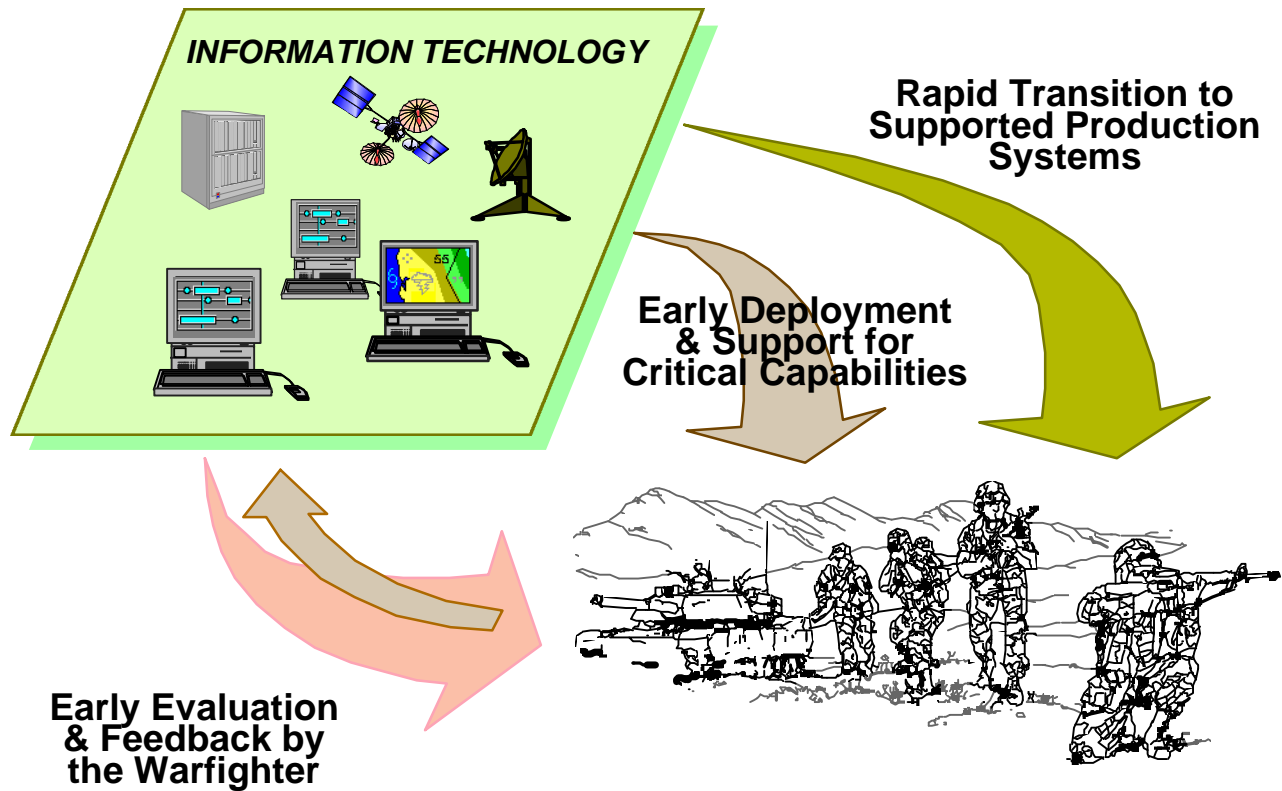 INFORMATION TECHNOLOGY
Rapid Transition to
Supported Production
Systems
Early Deployment
& Support for
Critical Capabilities
Early Evaluation
& Feedback by
the Warfighter